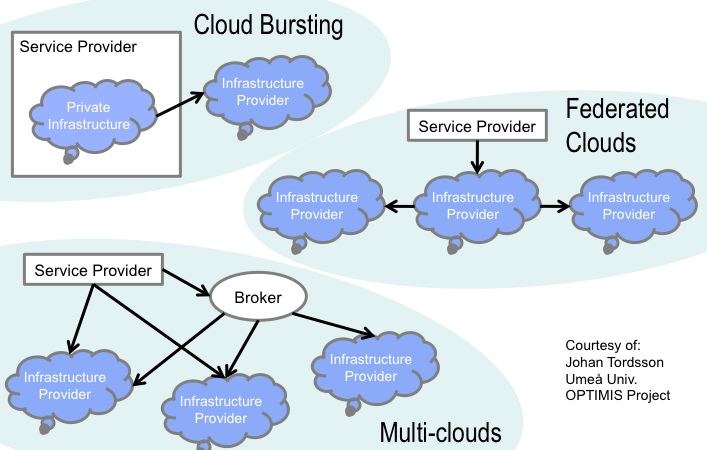 Cloud Bursting
Service Provider
Private
Infrastructure
Infrastructure
Provider
Federated
Clouds
Service Provider
Infrastructure
Provider
Infrastructure
Provider
Infrastructure
Provider
Service Provider
Broker
Infrastructure
Provider
Infrastructure
Provider
Infrastructure
Provider
Multi-clouds
Courtesy of:
Johan Tordsson
Umeå Univ.
OPTIMIS Project